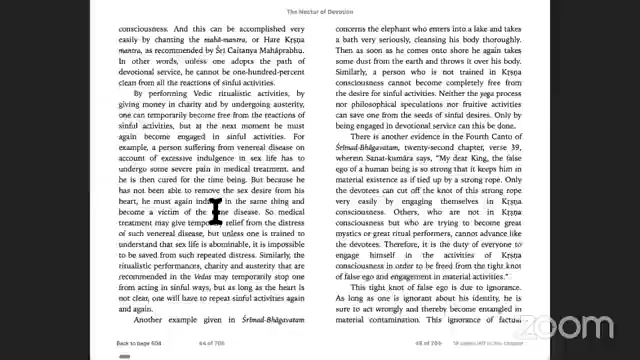 The Nectar of Devotion
consciousness. And this can be accomplished very
easily by chanting the mahā-mantra, or Hare Kṛṣṇa
mantra, as recommended by Śrī Caitanya Mahāprabhu.
In other words, unless one adopts the path of
devotional service, he cannot be one-hundred-percent
clean from all the reactions of sinful activities.
By performing Vedic ritualistic activities, by
giving money in charity and by undergoing austerity,
one can temporarily become free from the reactions of
sinful activities, but at the next moment he must
again become engaged in sinful activities. For
example, a person suffering from venereal disease on
account of excessive indulgence in sex life has to
undergo some severe pain in medical treatment, and
he is then cured for the time being. But because he
has not been able to remove the sex desire from his
heart, he must again in the same thing and
become a victim of the same disease. So medical
treatment may give temporary relief from the distress
of such venereal disease, but unless one is trained to
understand that sex life is abominable, it is impossible
to be saved from such repeated distress. Similarly, the
ritualistic performances, charity and austerity that are
recommended in the Vedas may temporarily stop one
from acting in sinful ways, but as long as the heart is
not clear, one will have to repeat sinful activities again
and again.
Another example given in Śrīmad-Bhāgavatam
Back to page 604
64 of 705
concerns the elephant who enters into a lake and takes
a bath very seriously, cleansing his body thoroughly.
Then as soon as he comes onto shore he again takes
some dust from the earth and throws it over his body.
Similarly, a person who is not trained in Kṛṣṇa
consciousness cannot become completely free from
the desire for sinful activities. Neither the yoga process
nor philosophical speculations nor fruitive activities
can save one from the seeds of sinful desires. Only by
being engaged in devotional service can this be done.
There is another evidence in the Fourth Canto of
Śrīmad-Bhāgavatam, twenty-second chapter, verse 39,
wherein Sanat-kumāra says, "My dear King, the false
ego of a human being is so strong that it keeps him in
material existence as if tied up by a strong rope. Only
the devotees can cut off the knot of this strong rope
very easily by engaging themselves in Kṛṣṇa
consciousness. Others, who are not in Kṛṣṇa
consciousness but who are trying to become great
mystics or great ritual performers, cannot advance like
the devotees. Therefore, it is the duty of everyone to
engage himself in the activities of Kṛṣṇa
consciousness in order to be freed from the tight knot
of false ego and engagement in material activities."
This tight knot of false ego is due to ignorance.
As long as one is ignorant about his identity, he is
sure to act wrongly and thereby become entangled in
material contamination. This ignorance of factual
65 of 705
zoom